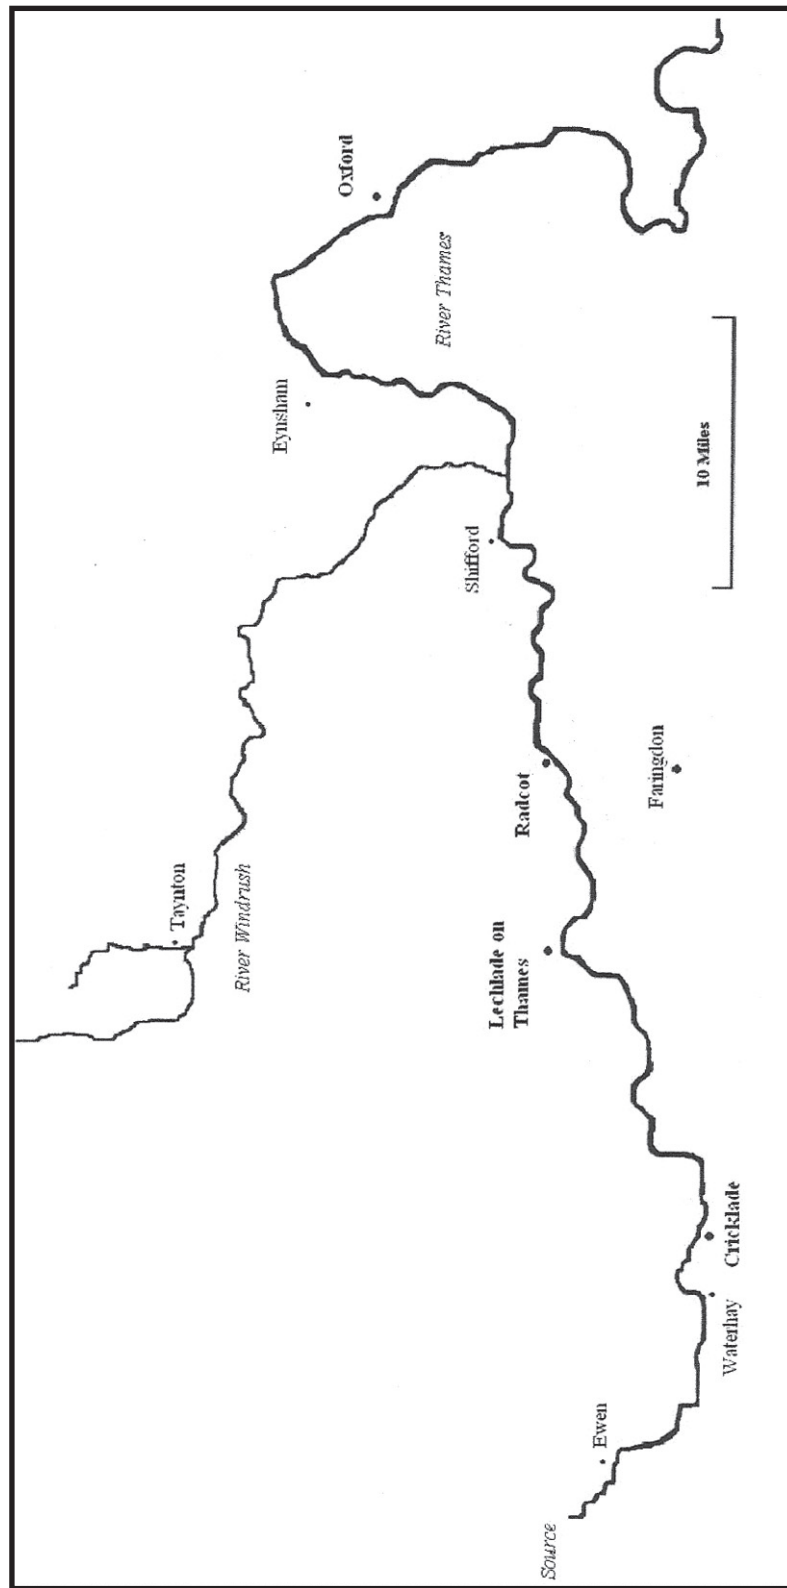 Oxford
River Thames
Eynsham
10 Miles
Shifford
Taynton
River Windrush
Radcot
Faringdon
Lechlade on
Thames
Cricklade
Waterhay
Ewen
Source